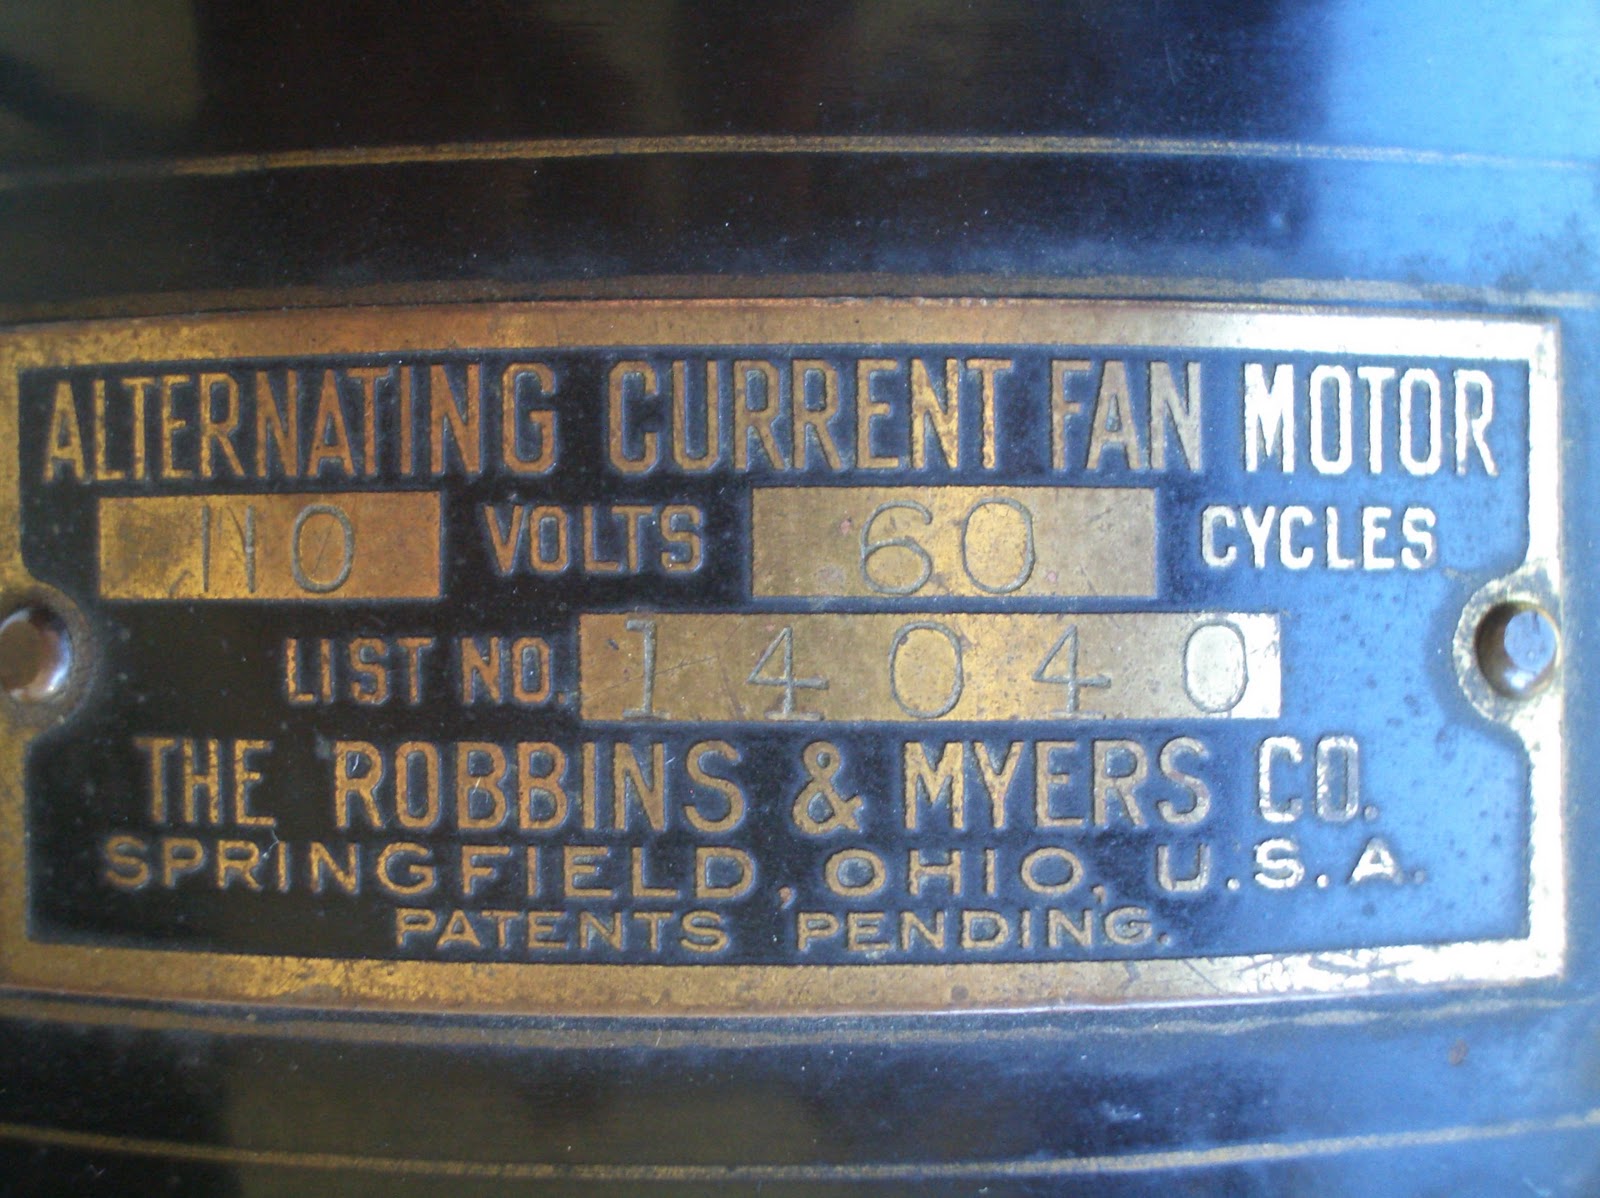 ALTERNATING CURRENT FAN MOTOR
110 VOLTS 60 CYCLES
LIST NO. 14040
THE ROBBINS & MYERS CO.
SPRINGFIELD, OHIO, U.S.A.
PATENTS PENDING.